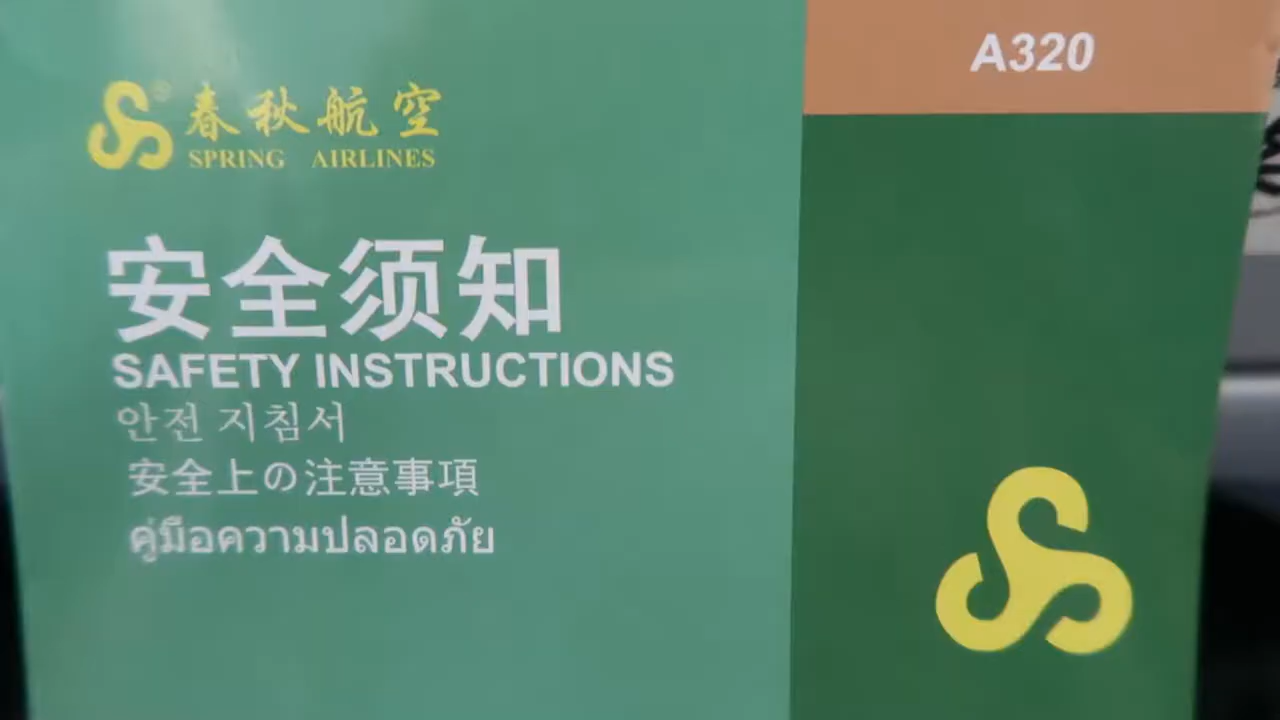 A320
春秋航空
SPRING AIRLINES
安全须知
SAFETY INSTRUCTIONS
안전 지침서
安全上の注意事項
คู่มือความปลอดภัย